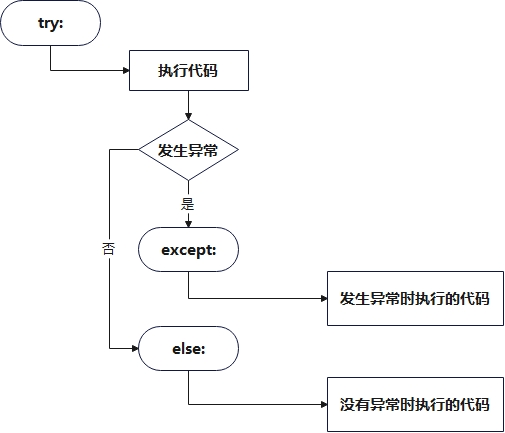 try:
执行代码
发生异常
是
except:
否
发生异常时执行的代码
else:
没有异常时执行的代码